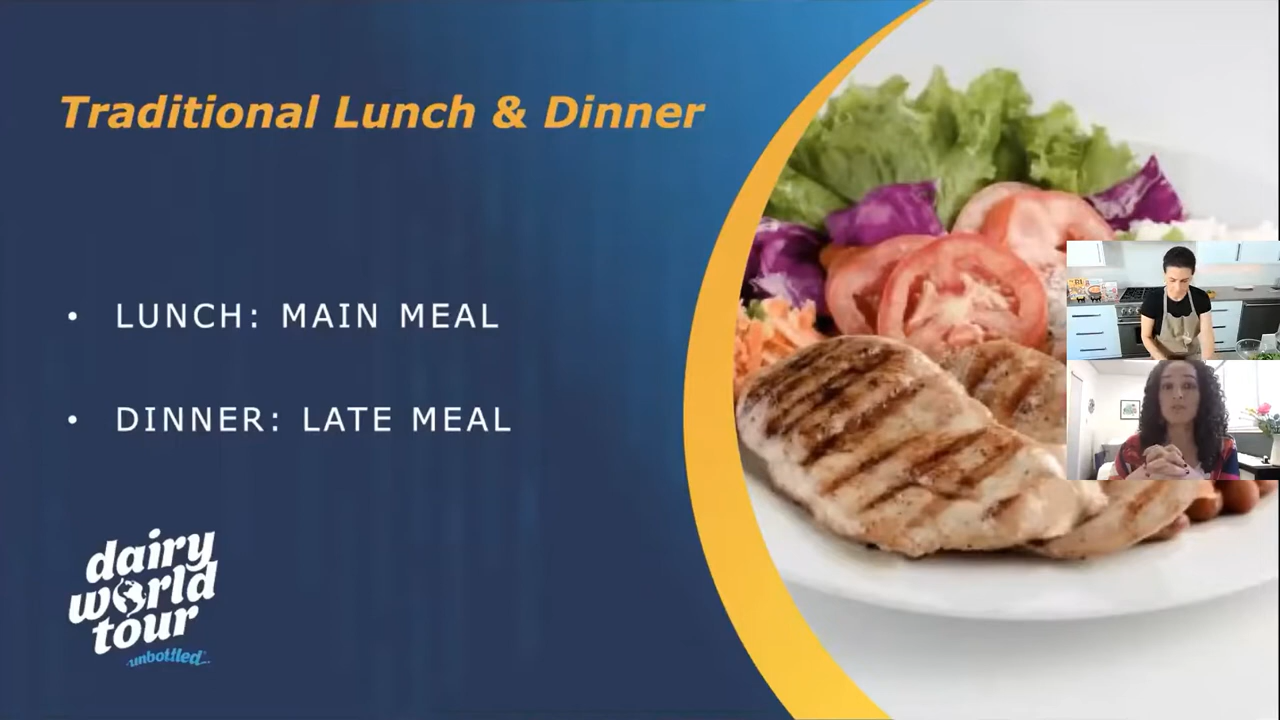 Traditional Lunch & Dinner
• LUNCH: MAIN MEAL
• DINNER: LATE MEAL
dairy
world
tour
unbottled